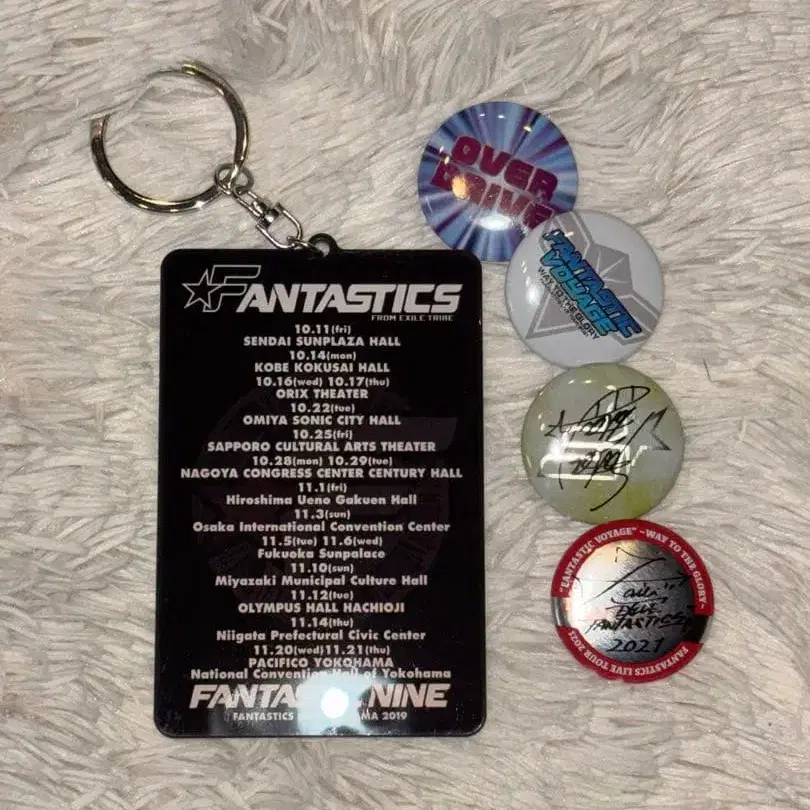 FANTASTICS
FROM EXILE TRIBE
10.11(fri)
SENDAI SUNPLAZA HALL
10.14(mon)
KOBE KOKUSAI HALL
10.16(wed) 10.17(thu)
ORIX THEATER
10.22(tue)
OMIYA SONIC CITY HALL
10.25(fri)
SAPPORO CULTURAL ARTS THEATER
10.28(mon) 10.29(tue)
NAGOYA CONGRESS CENTER CENTURY HALL
11.1(fri)
Hiroshima Ueno Gakuen Hall
11.3(sun)
Osaka International Convention Center
11.5(tue) 11.6(wed)
Fukuoka Sunpalace
11.10(sun)
Miyazaki Municipal Culture Hall
11.12(tue)
OLYMPUS HALL HACHIOJI
11.14(thu)
Niigata Prefectural Civic Center
11.20(wed)11.21(thu)
PACIFICO YOKOHAMA
National Convention Hall of Yokohama
FANTASTIC NINE
FANTASTICS 2019
OVER
DRIVE
FANTASTIC
VOYAGE
WAY TO THE GLORY
"FANTASTIC VOYAGE" ~WAY TO THE GLORY~
EXILE
FANTASTICS
2021
FANTASTICS LIVE TOUR 2021